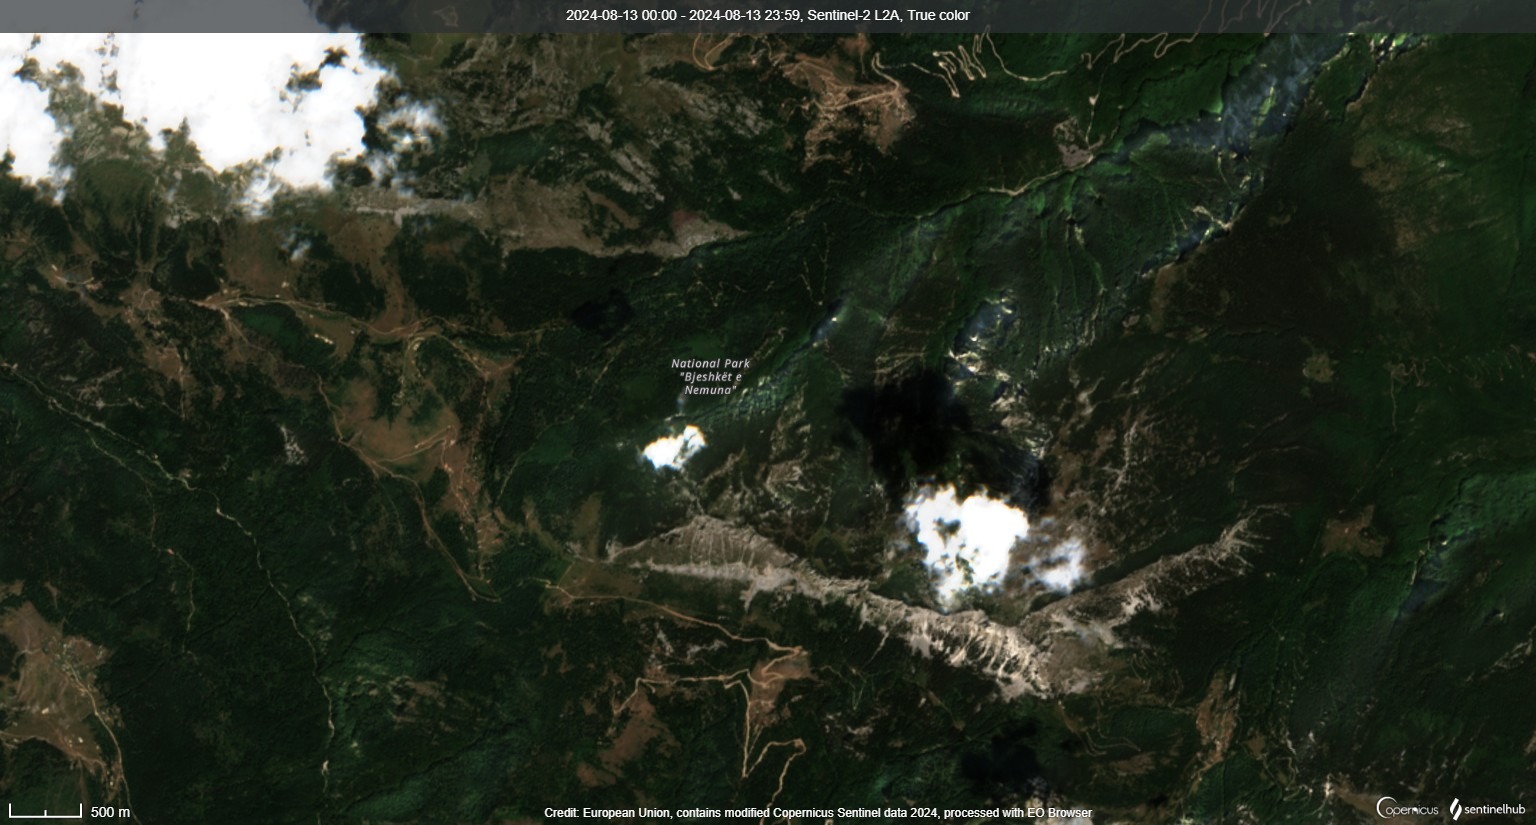 2024-08-13 00:00 - 2024-08-13 23:59, Sentinel-2 L2A, True color
National Park
"Bjeshkët e
Nemuna"
500 m
Credit: European Union, contains modified Copernicus Sentinel data 2024, processed with EO Browser
opernicus
sentinelhub